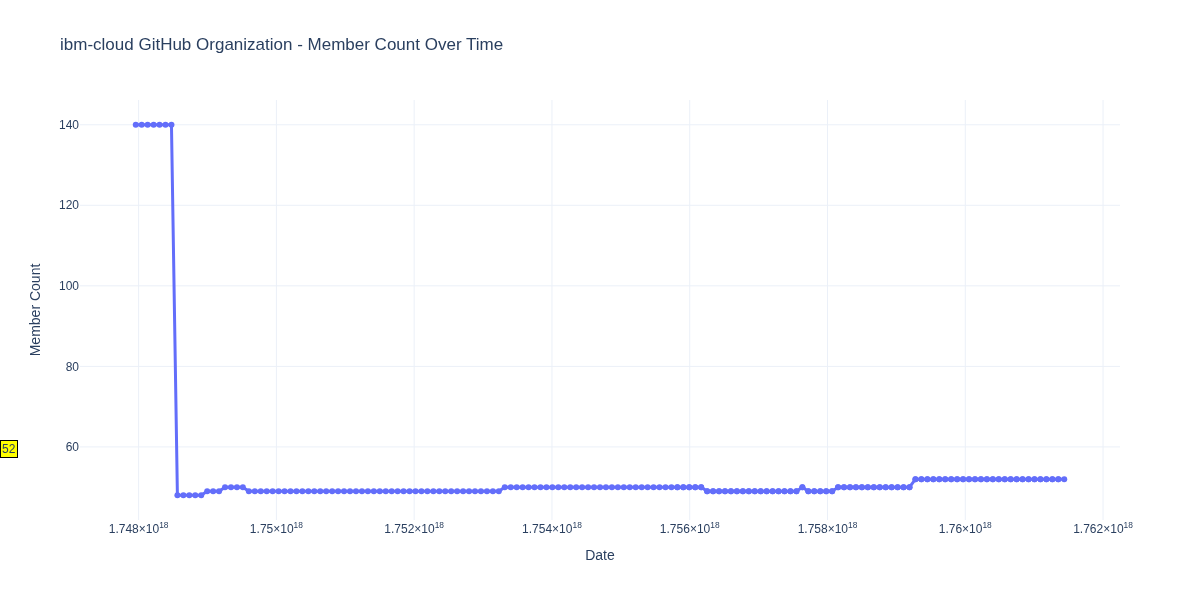 ibm-cloud GitHub Organization - Member Count Over Time
140
120
100
80
60
Member Count
52
1.748×10¹⁸ 1.75×10¹⁸ 1.752×10¹⁸ 1.754×10¹⁸ 1.756×10¹⁸ 1.758×10¹⁸ 1.76×10¹⁸ 1.762×10¹⁸
Date